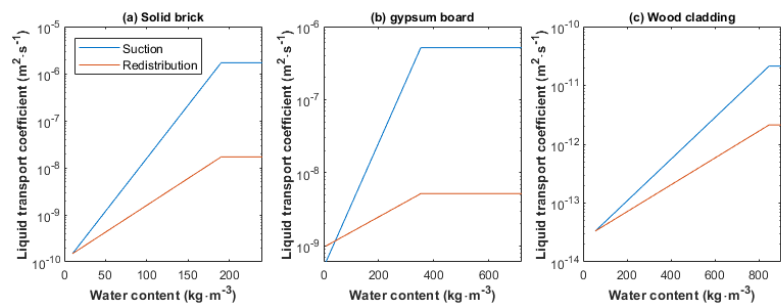 (a) Solid brick
Liquid transport coefficient (m²·s⁻¹)
10⁻⁵
10⁻⁶
10⁻⁷
10⁻⁸
10⁻⁹
10⁻¹⁰
Suction
Redistribution
0 50 100 150 200
Water content (kg·m⁻³)
(b) gypsum board
Liquid transport coefficient (m²·s⁻¹)
10⁻⁶
10⁻⁷
10⁻⁸
10⁻⁹
0 200 400 600
Water content (kg·m⁻³)
(c) Wood cladding
Liquid transport coefficient (m²·s⁻¹)
10⁻¹⁰
10⁻¹¹
10⁻¹²
10⁻¹³
10⁻¹⁴
0 200 400 600 800
Water content (kg·m⁻³)